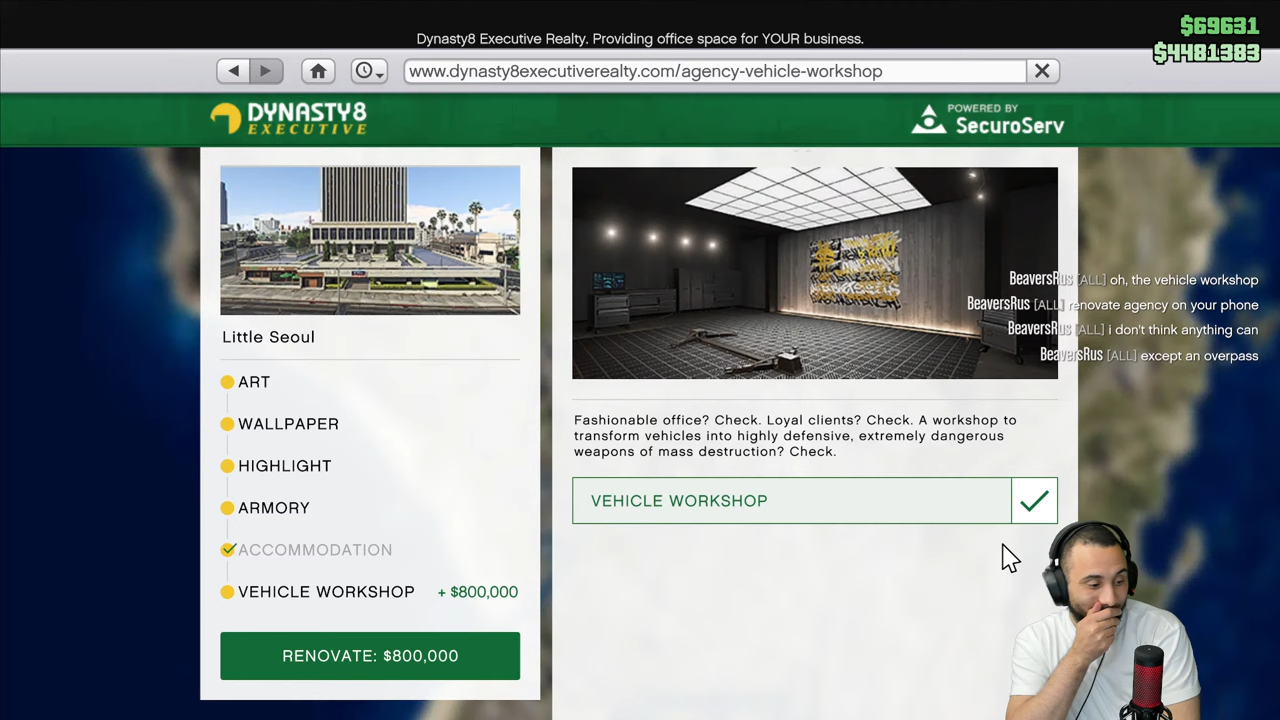 $69631
$4481383
Dynasty8 Executive Realty. Providing office space for YOUR business.
www.dynasty8executiverealty.com/agency-vehicle-workshop
DYNASTY8
EXECUTIVE
POWERED BY
SecuroServ
Little Seoul
ART
WALLPAPER
HIGHLIGHT
ARMORY
ACCOMMODATION
VEHICLE WORKSHOP + $800,000
RENOVATE: $800,000
Fashionable office? Check. Loyal clients? Check. A workshop to
transform vehicles into highly defensive, extremely dangerous
weapons of mass destruction? Check.
VEHICLE WORKSHOP
BeaversRus [ALL] oh, the vehicle workshop
BeaversRus [ALL] renovate agency on your phone
BeaversRus [ALL] i don't think anything can
BeaversRus [ALL] except an overpass